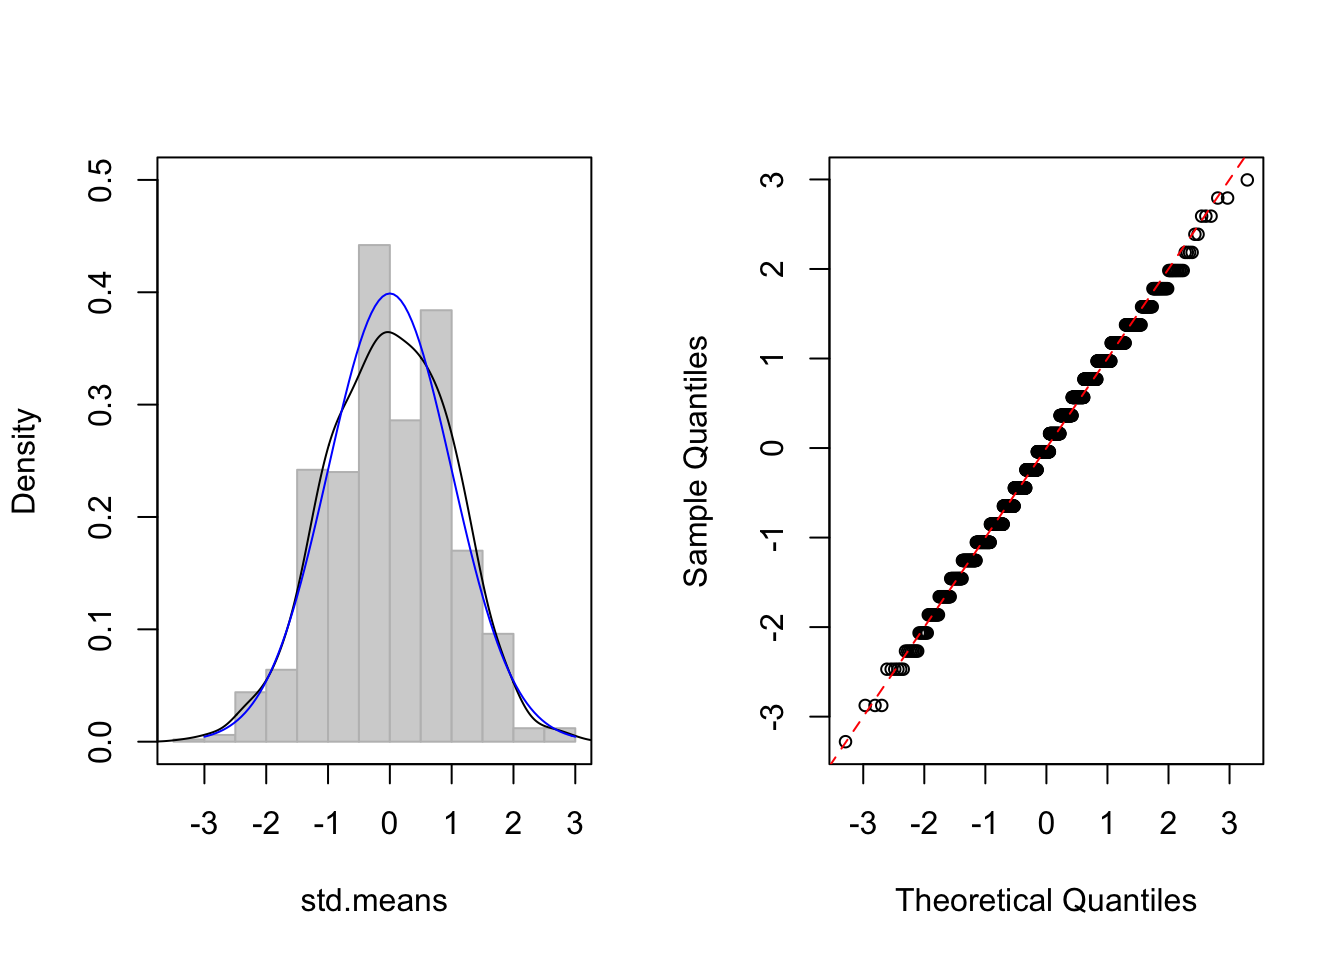 Density
0.5
0.4
0.3
0.2
0.1
0.0
-3 -2 -1 0 1 2 3
std.means
Sample Quantiles
3
2
1
0
-1
-2
-3
-3 -2 -1 0 1 2 3
Theoretical Quantiles